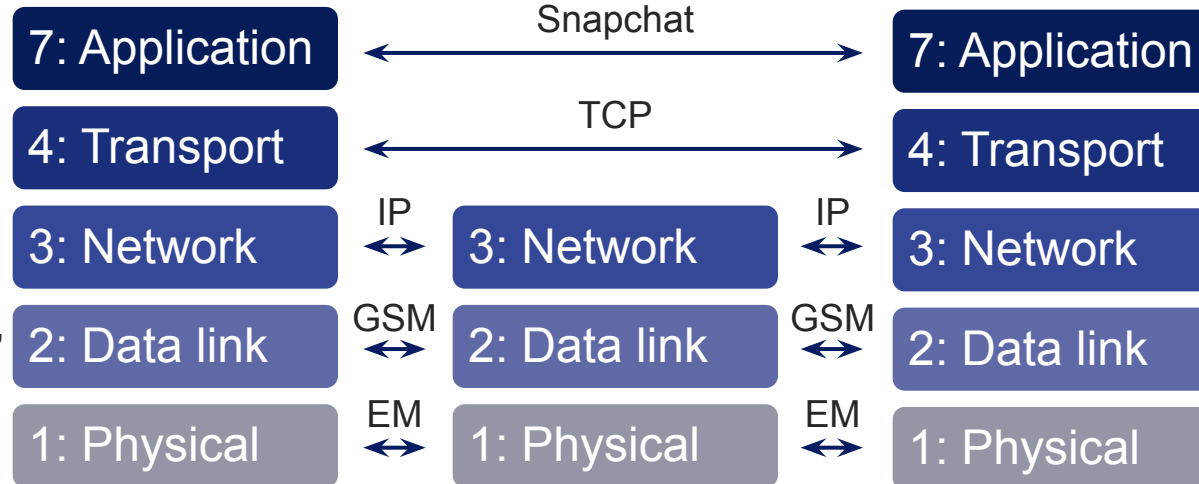 Snapchat
7: Application 7: Application
TCP
4: Transport 4: Transport
IP IP
3: Network 3: Network 3: Network
GSM GSM
2: Data link 2: Data link 2: Data link
EM EM
1: Physical 1: Physical 1: Physical